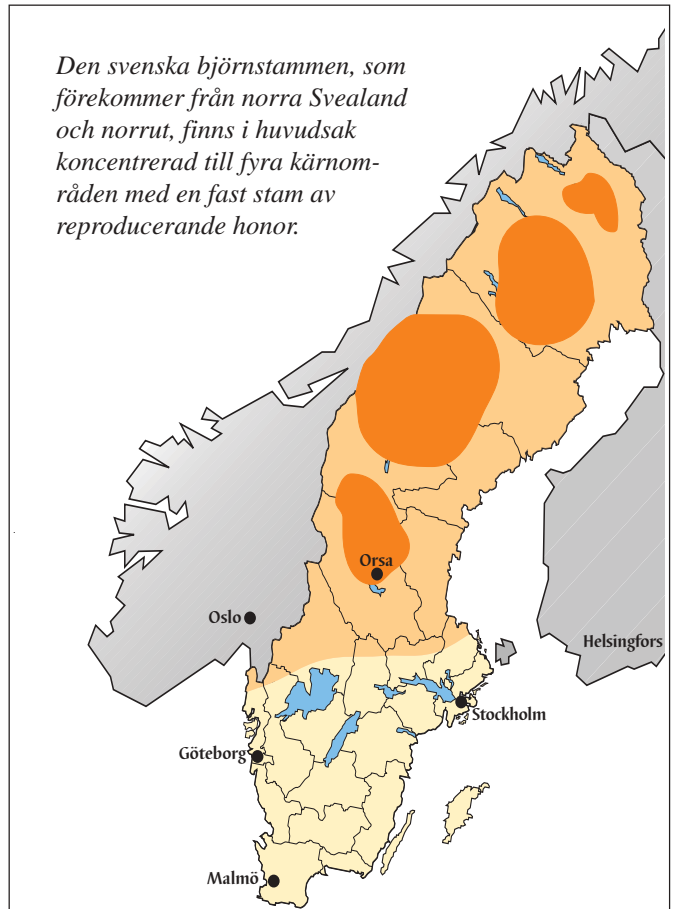 Den svenska björnstammen, som
förekommer från norra Svealand
och norrut, finns i huvudsak
koncentrerad till fyra kärnom-
råden med en fast stam av
reproducerande honor.
Orsa
Oslo
Helsingfors
Stockholm
Göteborg
Malmö